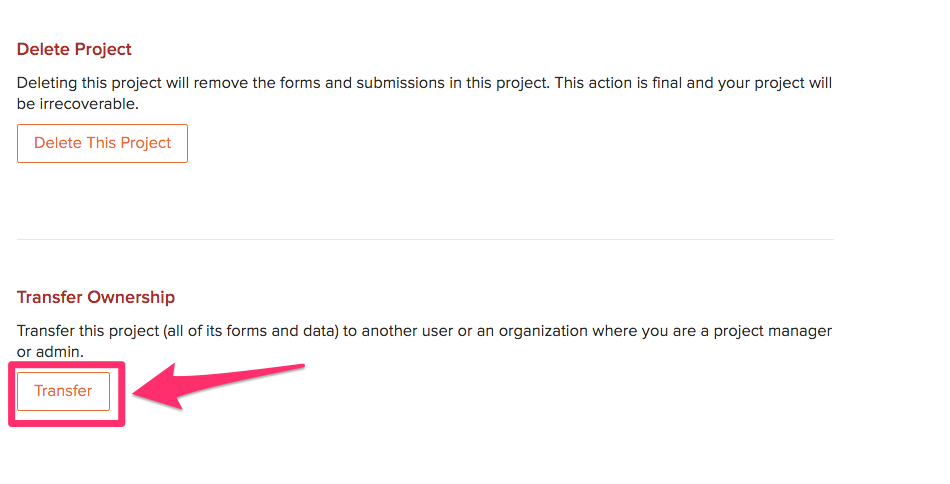 Delete Project
Deleting this project will remove the forms and submissions in this project. This action is final and your project will
be irrecoverable.
Delete This Project
Transfer Ownership
Transfer this project (all of its forms and data) to another user or an organization where you are a project manager
or admin.
Transfer